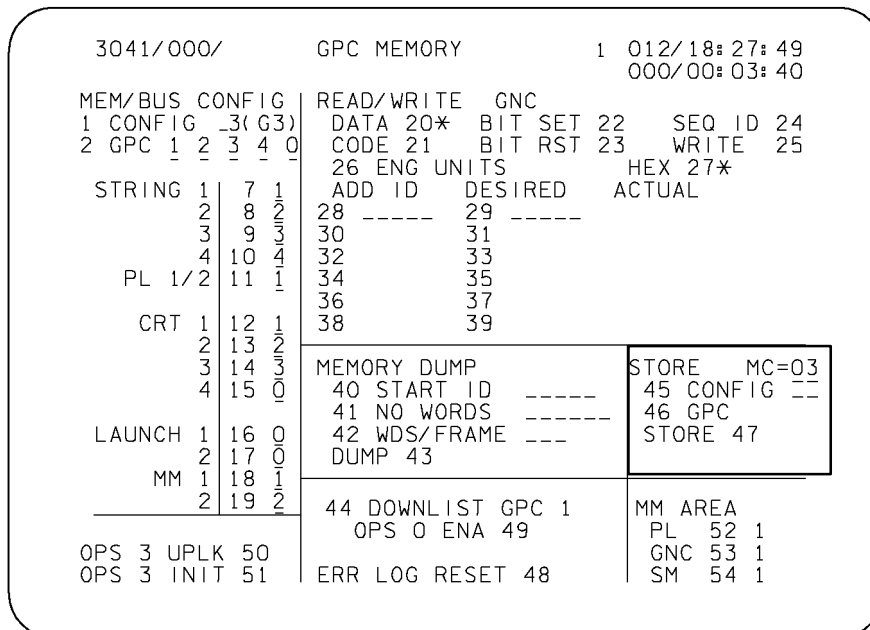 3041/000/ GPC MEMORY 1 012/18:27:49
000/00:03:40
MEM/BUS CONFIG READ/WRITE GNC
1 CONFIG _3(G3) DATA 20* BIT SET 22 SEQ ID 24
2 GPC 1 2 3 4 0 CODE 21 BIT RST 23 WRITE 25
26 ENG UNITS HEX 27*
STRING 1 7 1 ADD ID DESIRED ACTUAL
2 8 2 28 _____ 29 _____
3 9 3 30 31
4 10 4 32 33
PL 1/2 11 1 34 35
36 37
CRT 1 12 1 38 39
2 13 2
3 14 3 MEMORY DUMP STORE MC=03
4 15 0 40 START ID _____ 45 CONFIG __
41 NO WORDS ______ 46 GPC
LAUNCH 1 16 0 42 WDS/FRAME ___ STORE 47
2 17 0 DUMP 43
MM 1 18 1
2 19 2 44 DOWNLIST GPC 1 MM AREA
OPS 0 ENA 49 PL 52 1
OPS 3 UPLK 50 GNC 53 1
OPS 3 INIT 51 ERR LOG RESET 48 SM 54 1